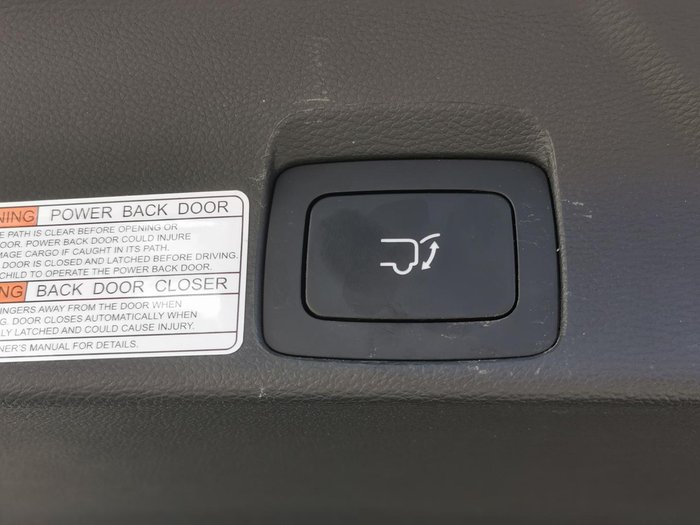 NING POWER BACK DOOR
E PATH IS CLEAR BEFORE OPENING OR
OOR. POWER BACK DOOR COULD INJURE
MAGE CARGO IF CAUGHT IN ITS PATH.
DOOR IS CLOSED AND LATCHED BEFORE DRIVING.
CHILD TO OPERATE THE POWER BACK DOOR.
NG BACK DOOR CLOSER
INGERS AWAY FROM THE DOOR WHEN
G. DOOR CLOSES AUTOMATICALLY WHEN
LY LATCHED AND COULD CAUSE INJURY.
NER'S MANUAL FOR DETAILS.